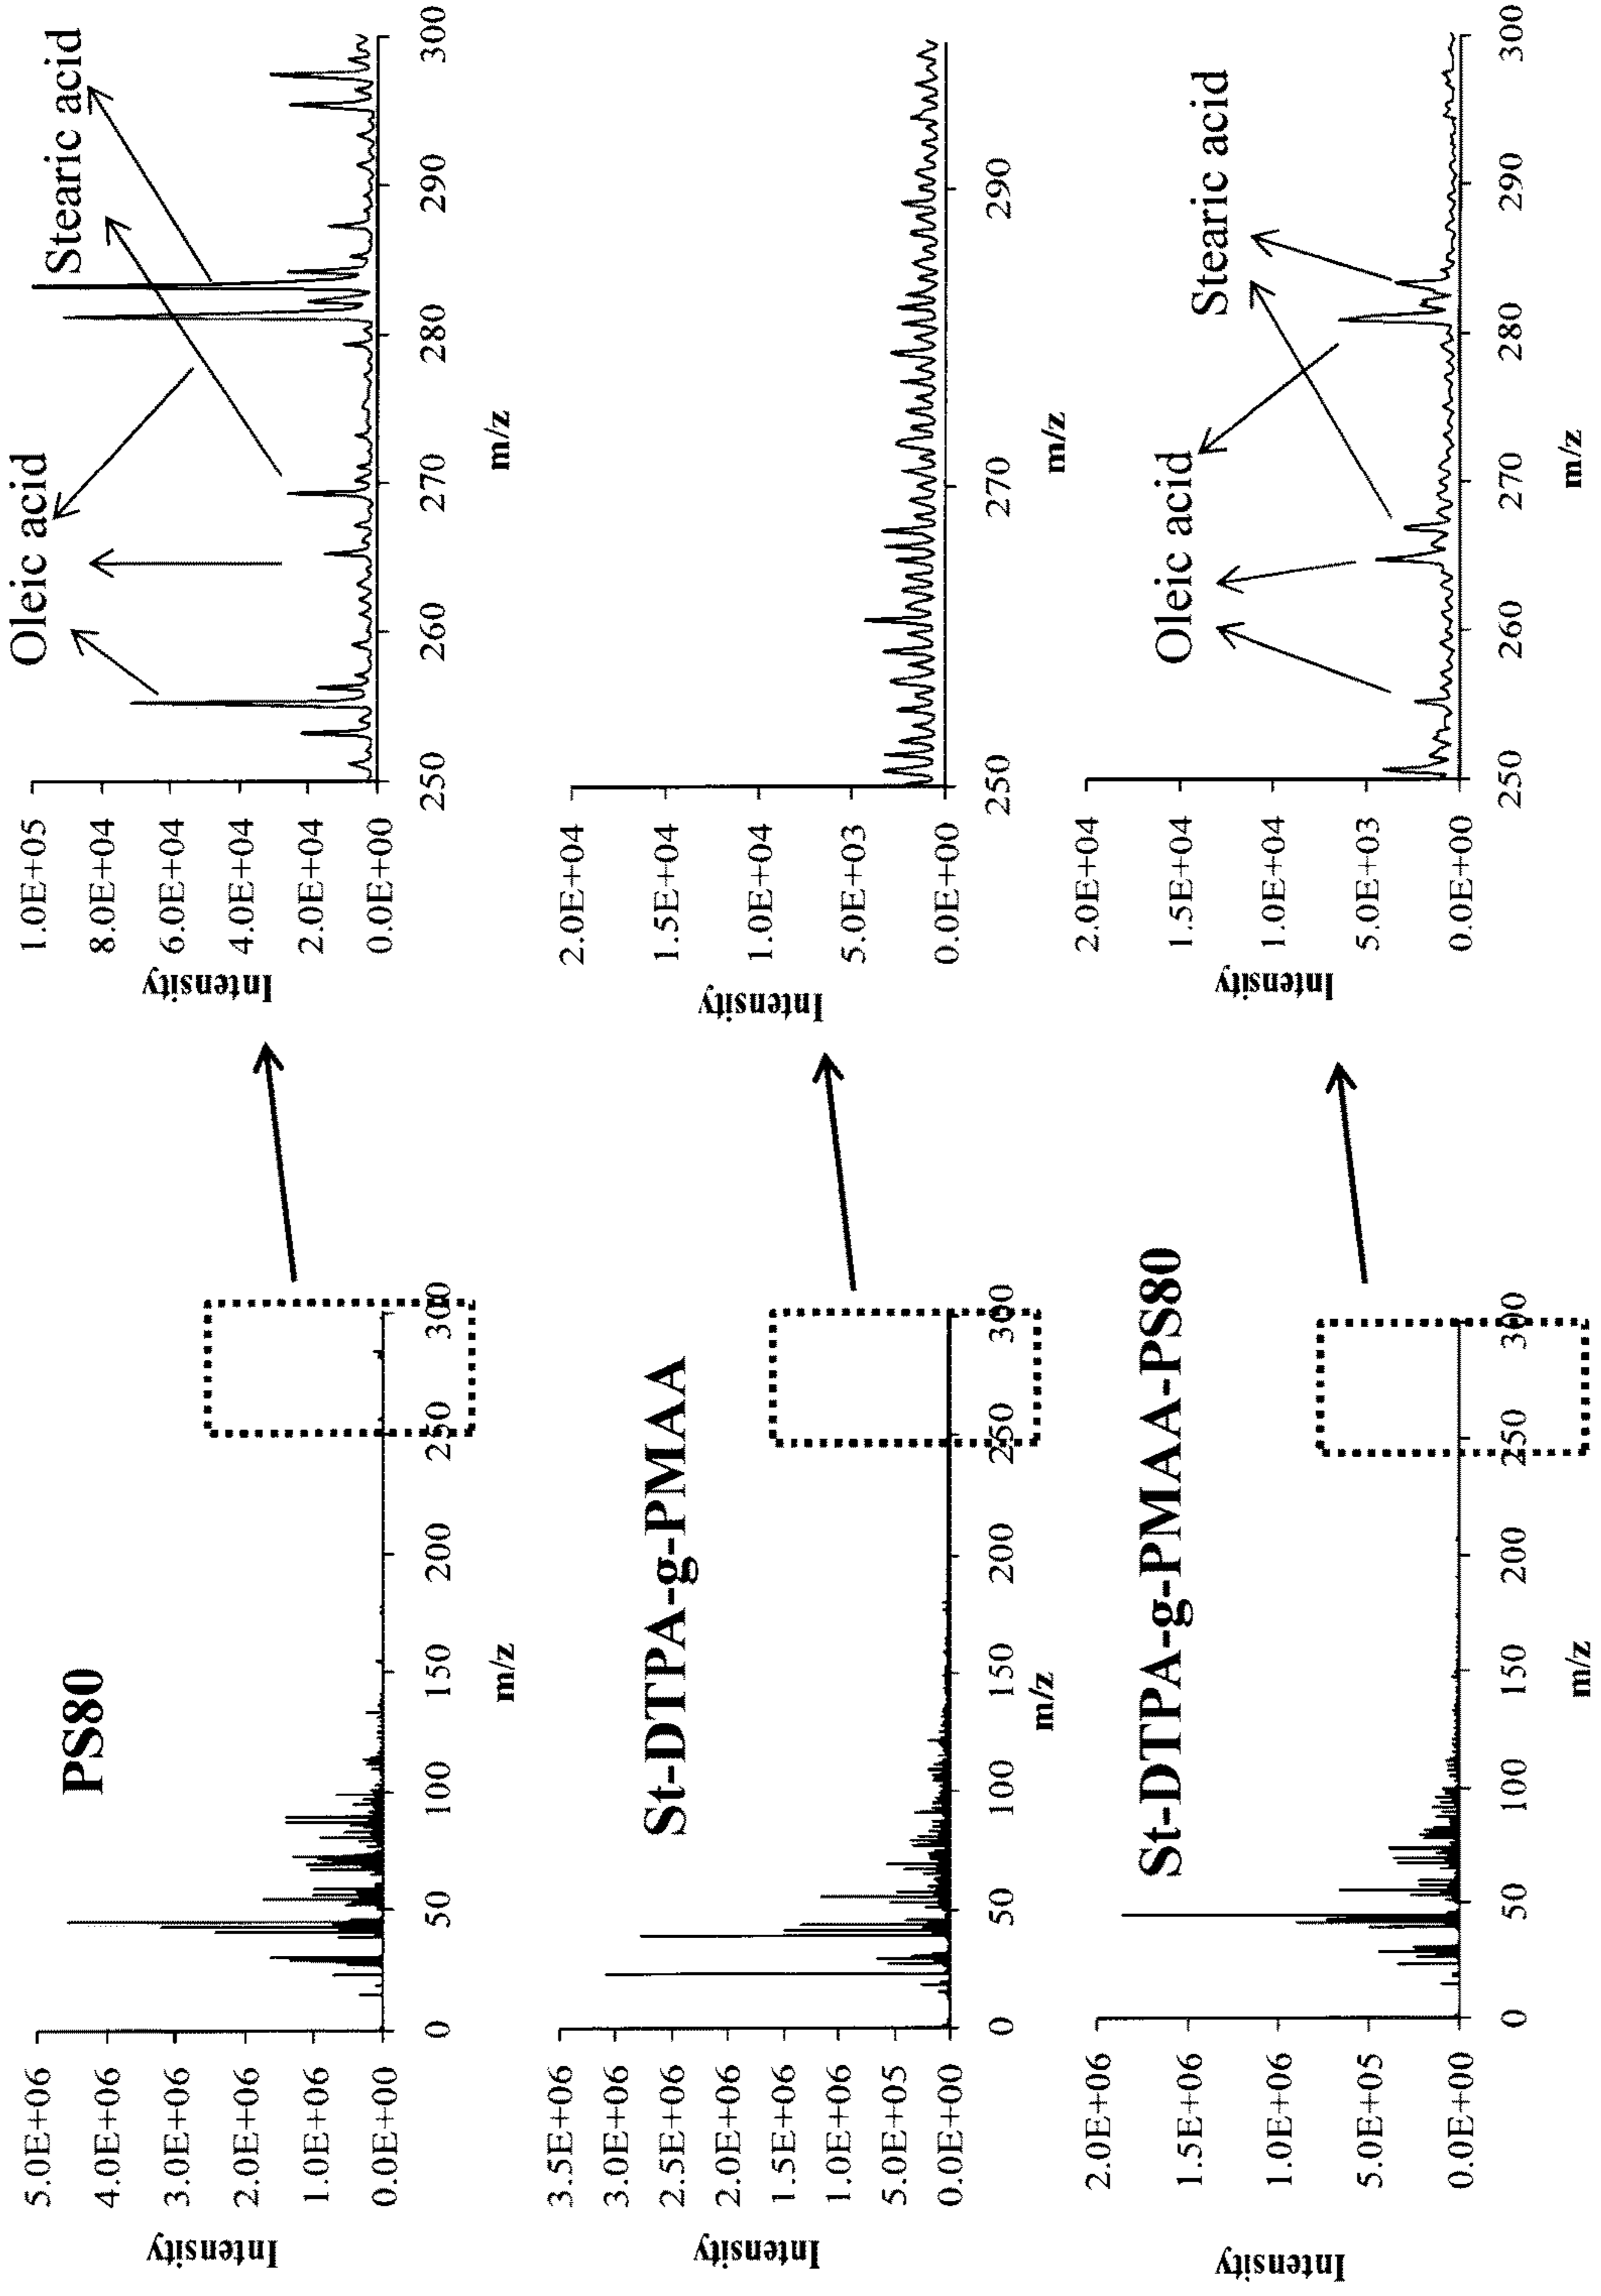 PS80
Intensity
5.0E+06
4.0E+06
3.0E+06
2.0E+06
1.0E+06
0.0E+00
0 50 100 150 200 250 300
m/z
Oleic acid
Stearic acid
Intensity
1.0E+05
8.0E+04
6.0E+04
4.0E+04
2.0E+04
0.0E+00
250 260 270 280 290 300
m/z
St-DTPA-g-PMAA
Intensity
3.5E+06
3.0E+06
2.5E+06
2.0E+06
1.5E+06
1.0E+06
5.0E+05
0.0E+00
0 50 100 150 200 250 300
m/z
Intensity
2.0E+04
1.5E+04
1.0E+04
5.0E+03
0.0E+00
250 270 290
m/z
St-DTPA-g-PMAA-PS80
Intensity
2.0E+06
1.5E+06
1.0E+06
5.0E+05
0.0E+00
0 50 100 150 200 250 300
m/z
Oleic acid
Stearic acid
Intensity
2.0E+04
1.5E+04
1.0E+04
5.0E+03
0.0E+00
250 260 270 280 290 300
m/z